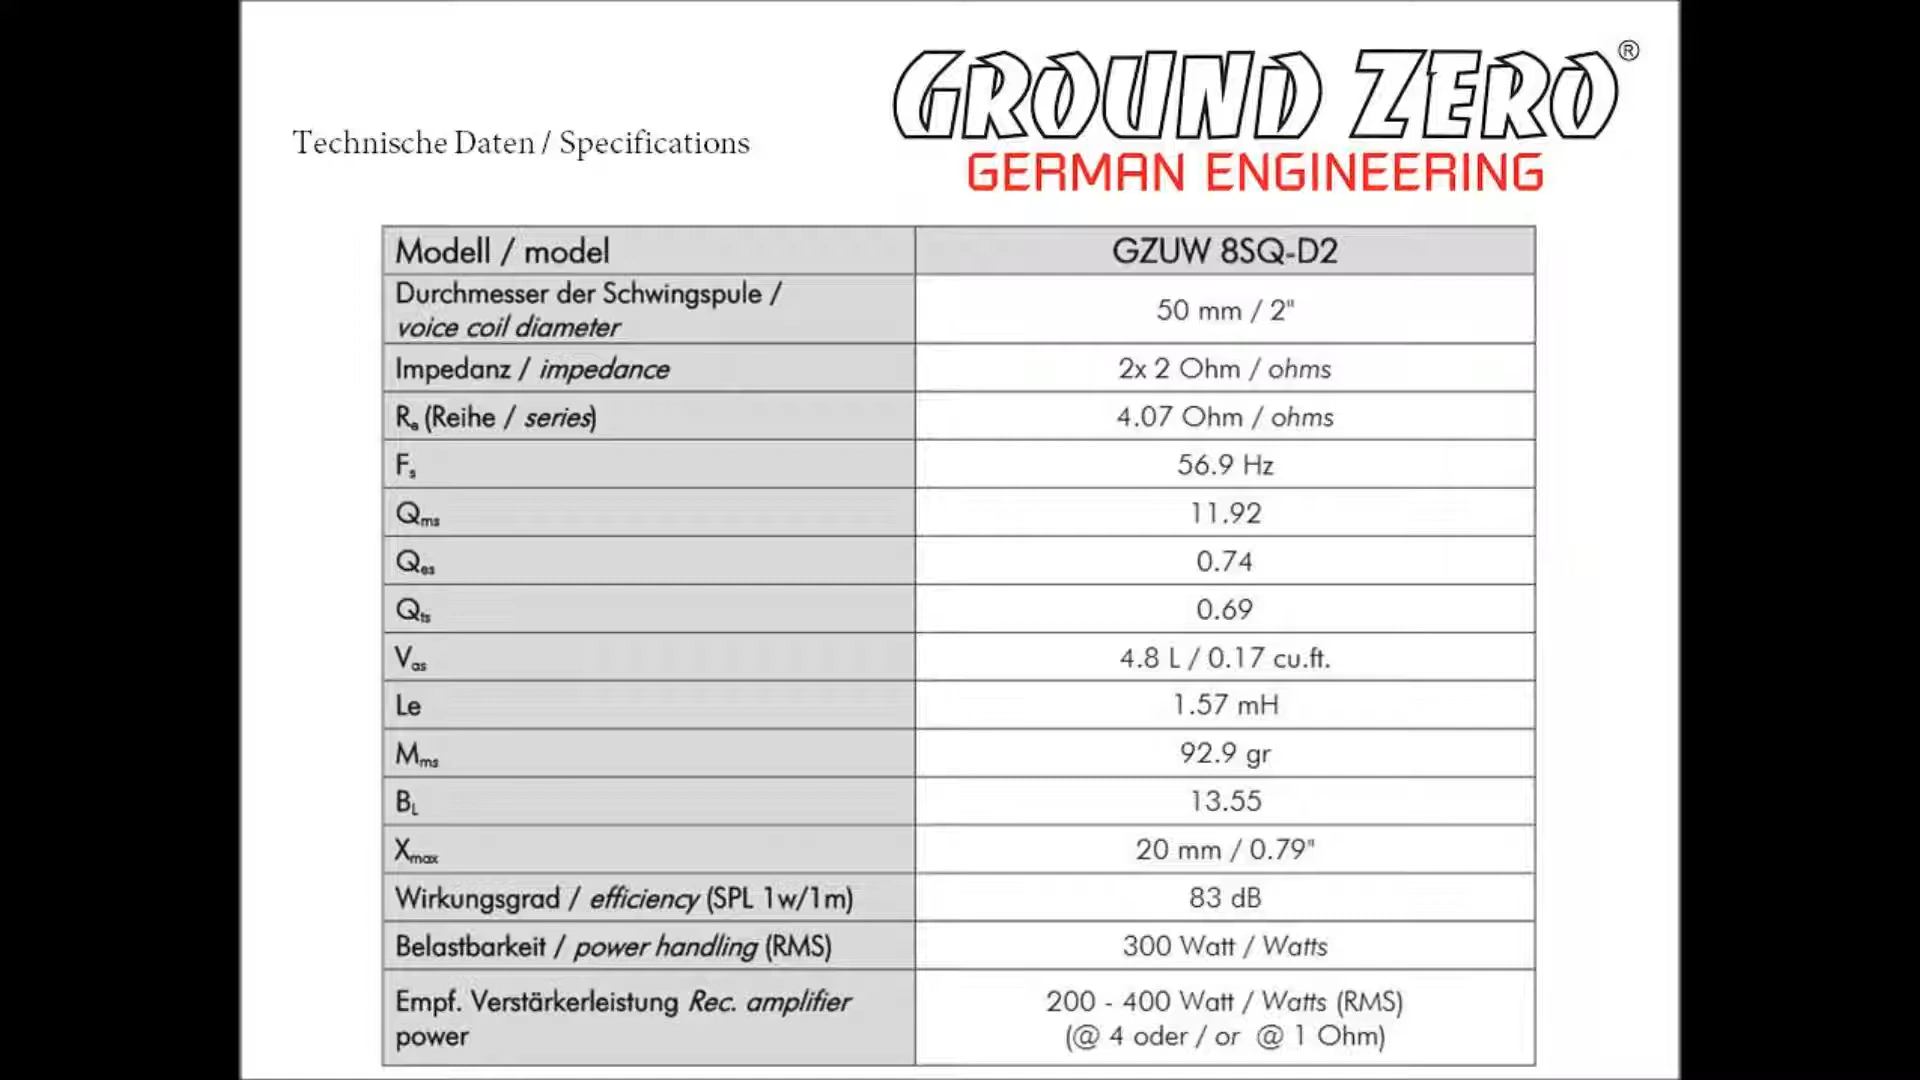 GROUND ZERO®
GERMAN ENGINEERING
Technische Daten / Specifications
Modell / model GZUW 8SQ-D2
Durchmesser der Schwingspule /
voice coil diameter 50 mm / 2"
Impedanz / impedance 2x 2 Ohm / ohms
Re (Reihe / series) 4.07 Ohm / ohms
Fs 56.9 Hz
Qms 11.92
Qes 0.74
Qts 0.69
Vas 4.8 L / 0.17 cu.ft.
Le 1.57 mH
Mms 92.9 gr
BL 13.55
Xmax 20 mm / 0.79"
Wirkungsgrad / efficiency (SPL 1w/1m) 83 dB
Belastbarkeit / power handling (RMS) 300 Watt / Watts
Empf. Verstärkerleistung Rec. amplifier
power
200 - 400 Watt / Watts (RMS)
(@ 4 oder / or @ 1 Ohm)